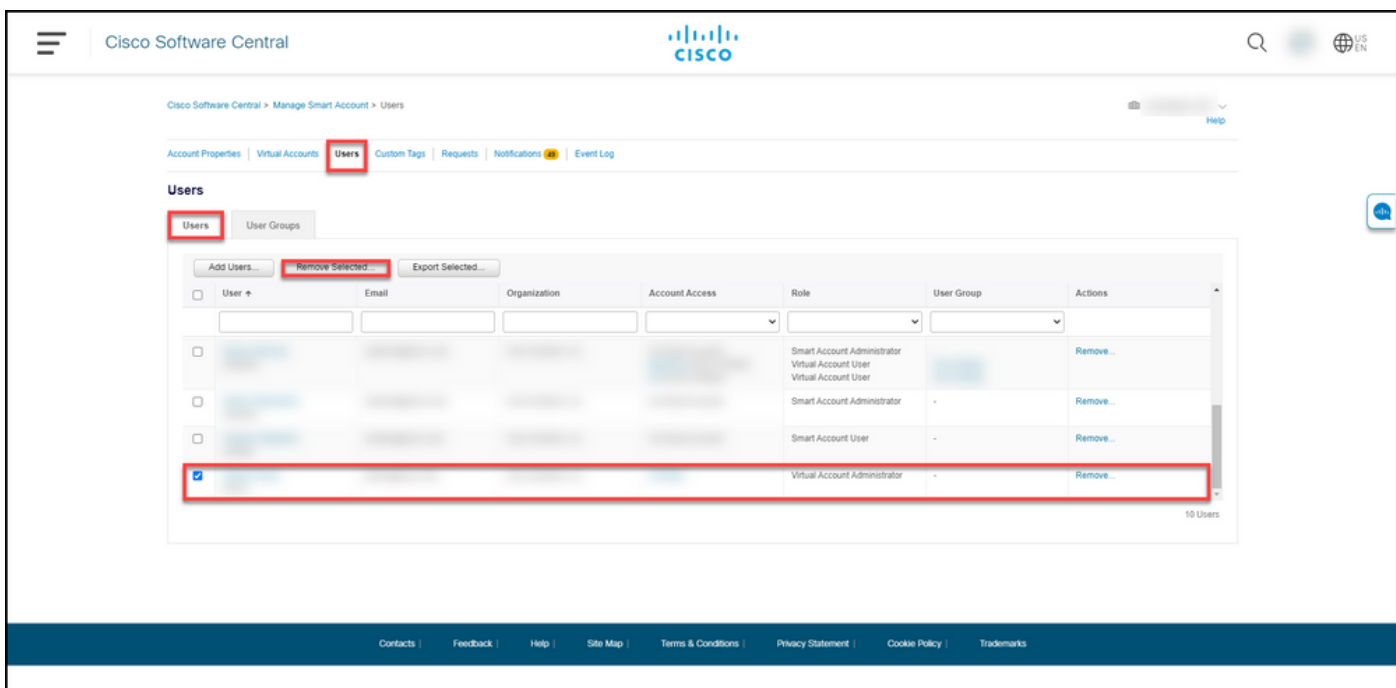 Cisco Software Central
CISCO
US
EN
Cisco Software Central > Manage Smart Account > Users
Help
Account Properties | Virtual Accounts | Users | Custom Tags | Requests | Notifications 49 | Event Log
Users
Users User Groups
Add Users... Remove Selected... Export Selected...
User ↑ Email Organization Account Access Role User Group Actions
Smart Account Administrator Remove...
Virtual Account User
Virtual Account User
Smart Account Administrator - Remove...
Smart Account User - Remove...
Virtual Account Administrator - Remove...
10 Users
Contacts | Feedback | Help | Site Map | Terms & Conditions | Privacy Statement | Cookie Policy | Trademarks